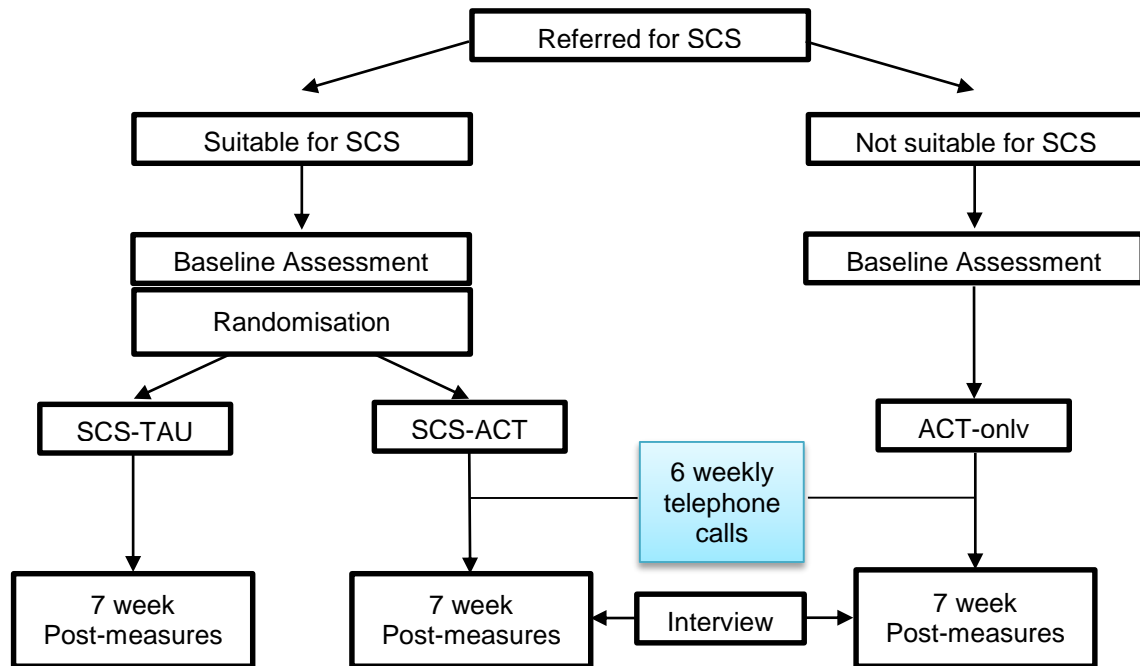 Referred for SCS
Suitable for SCS
Not suitable for SCS
Baseline Assessment
Baseline Assessment
Randomisation
SCS-TAU
SCS-ACT
ACT-only
6 weekly
telephone
calls
7 week
Post-measures
7 week
Post-measures
Interview
7 week
Post-measures